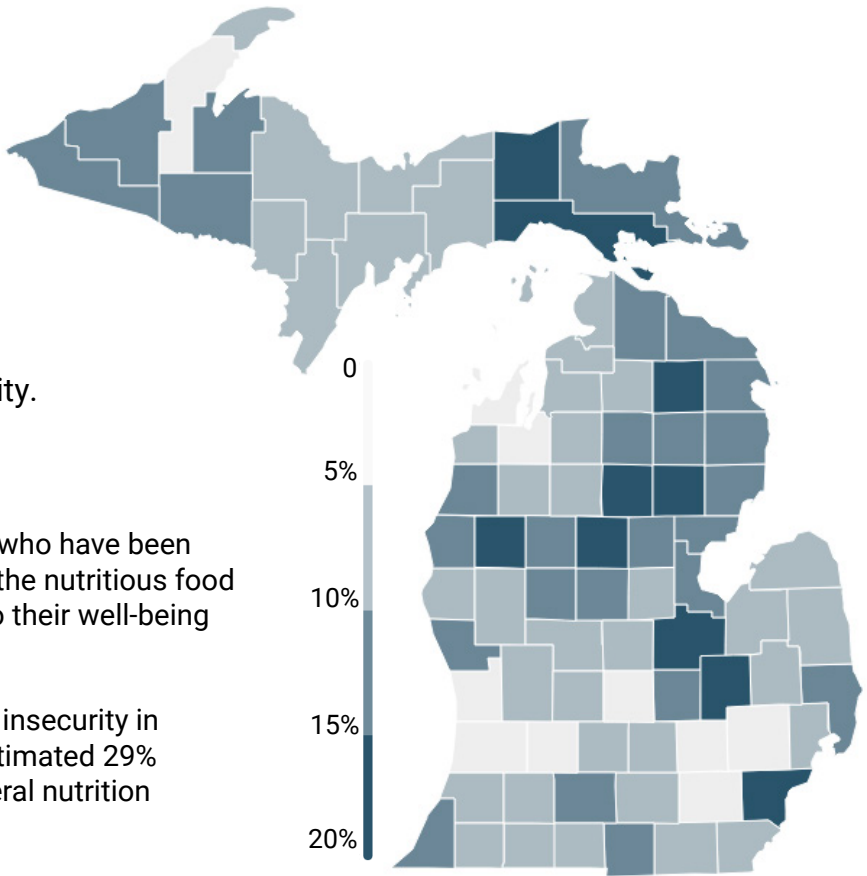 ity.
who have been
the nutritious food
o their well-being
insecurity in
timated 29%
eral nutrition
0
5%
10%
15%
20%